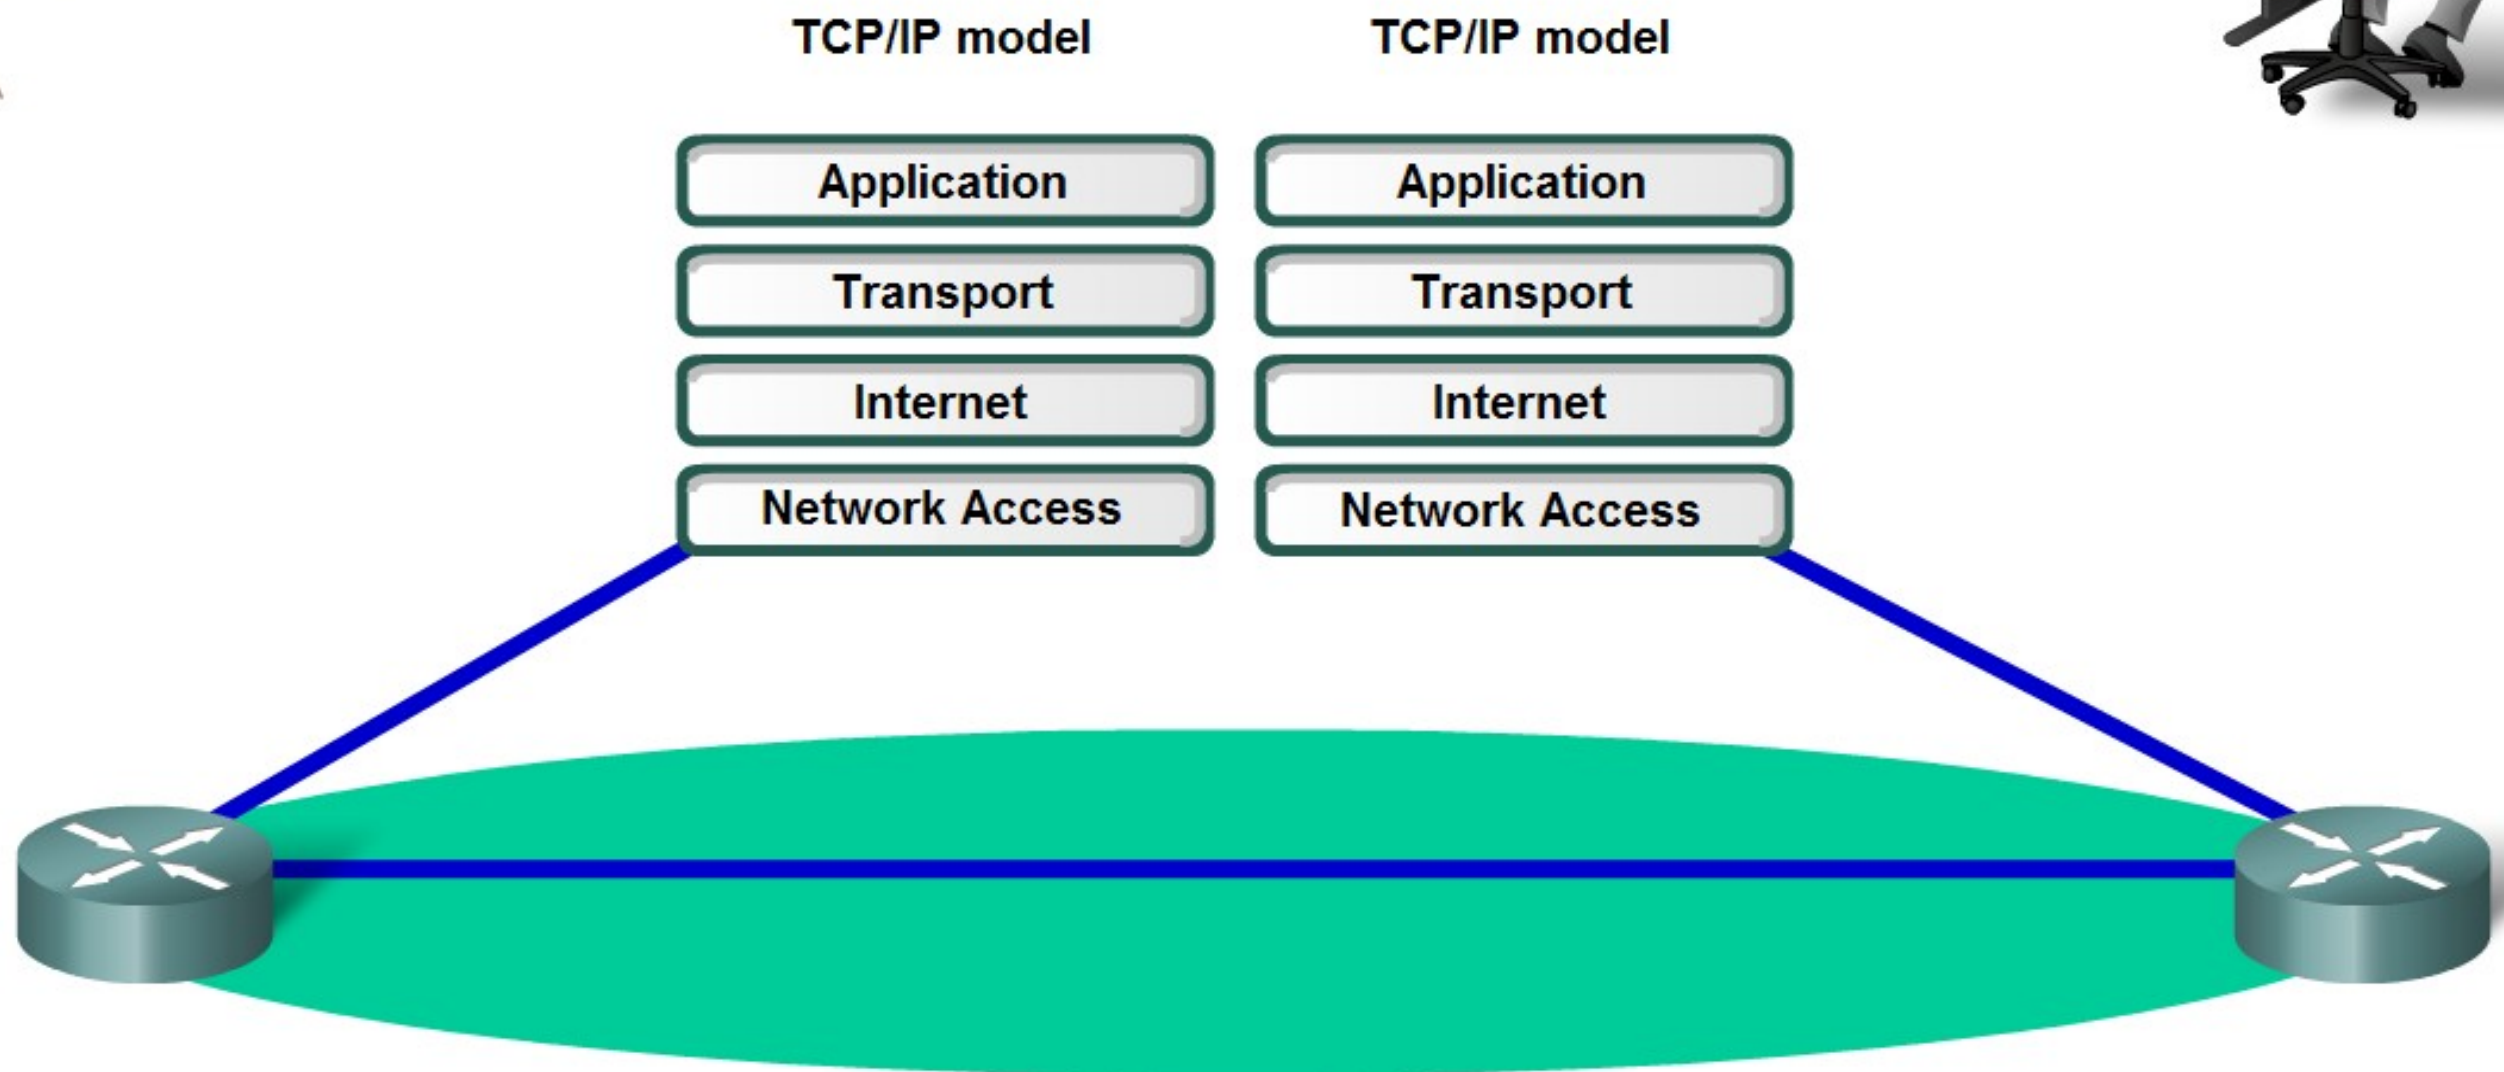 TCP/IP model
Application
Transport
Internet
Network Access
TCP/IP model
Application
Transport
Internet
Network Access